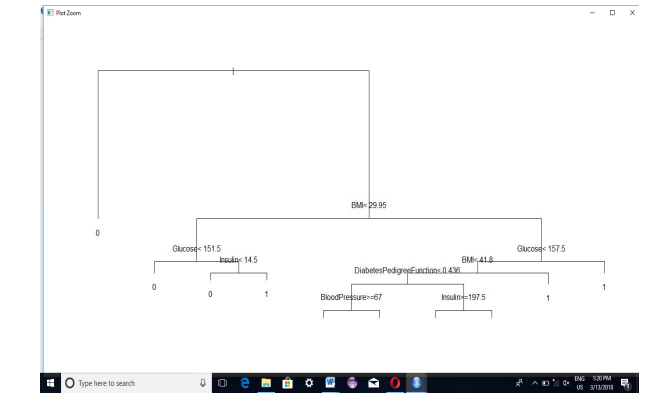 Plot Zoom
BMI< 29.95
0
Glucose< 151.5
Glucose< 157.5
Insulin< 14.5
BMI< 41.8
DiabetesPedigreeFunction< 0.436
0
0
1
BloodPressure>=67
Insulin>=197.5
1
1
Type here to search
ENG
US
1:20 PM
3/13/2018